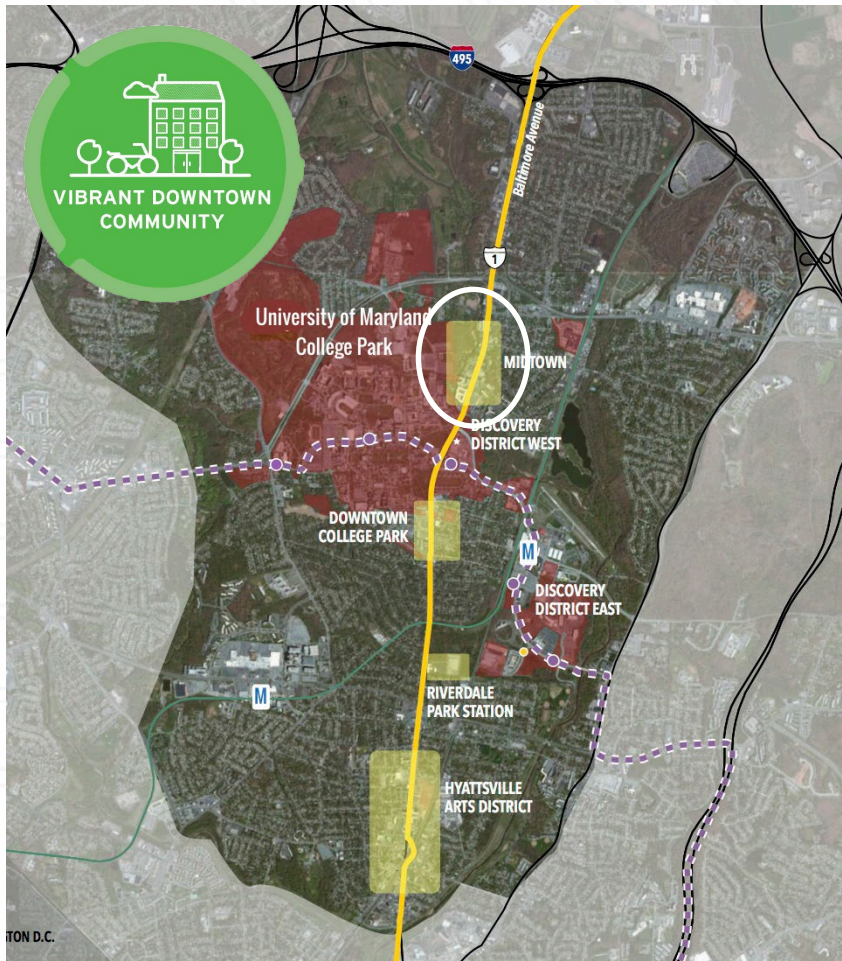 495
VIBRANT DOWNTOWN
COMMUNITY
Baltimore Avenue
1
University of Maryland
College Park
MIDTOWN
DISCOVERY
DISTRICT WEST
DOWNTOWN
COLLEGE PARK
M
DISCOVERY
DISTRICT EAST
M
RIVERDALE
PARK STATION
HYATTSVILLE
ARTS DISTRICT
D.C.